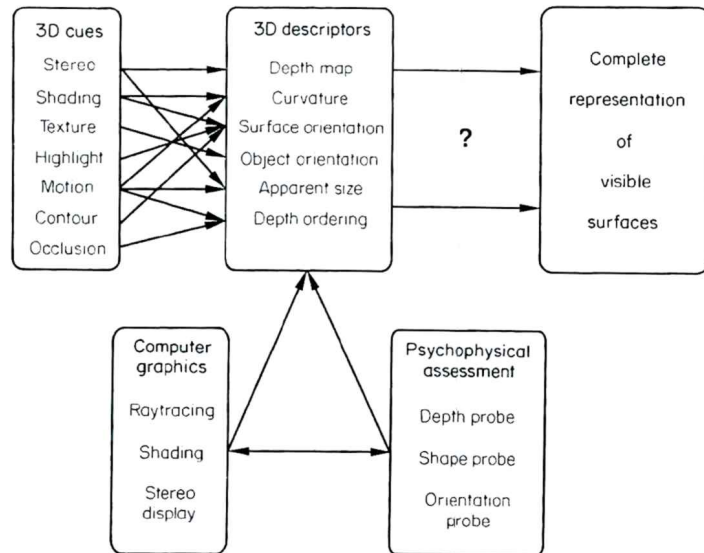 3D cues
Stereo
Shading
Texture
Highlight
Motion
Contour
Occlusion
3D descriptors
Depth map
Curvature
Surface orientation
Object orientation
Apparent size
Depth ordering
?
Complete
representation
of
visible
surfaces
Computer
graphics
Raytracing
Shading
Stereo
display
Psychophysical
assessment
Depth probe
Shape probe
Orientation
probe